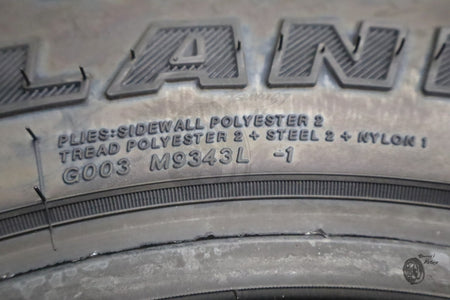 LAN
PLIES:SIDEWALL POLYESTER 2
TREAD POLYESTER 2 + STEEL 2 + NYLON 1
G003 M9343L -1